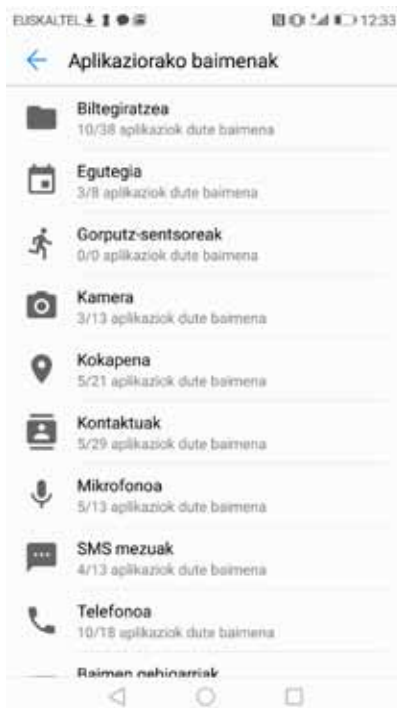 EUSKALTEL 12:33
Aplikaziorako baimenak
Biltegiratzea
10/38 aplikaziok dute baimena
Egutegia
3/8 aplikaziok dute baimena
Gorputz-sentsoreak
0/0 aplikaziok dute baimena
Kamera
3/13 aplikaziok dute baimena
Kokapena
5/21 aplikaziok dute baimena
Kontaktuak
5/29 aplikaziok dute baimena
Mikrofonoa
5/13 aplikaziok dute baimena
SMS mezuak
4/13 aplikaziok dute baimena
Telefonoa
10/18 aplikaziok dute baimena
Baimen gehigarriak